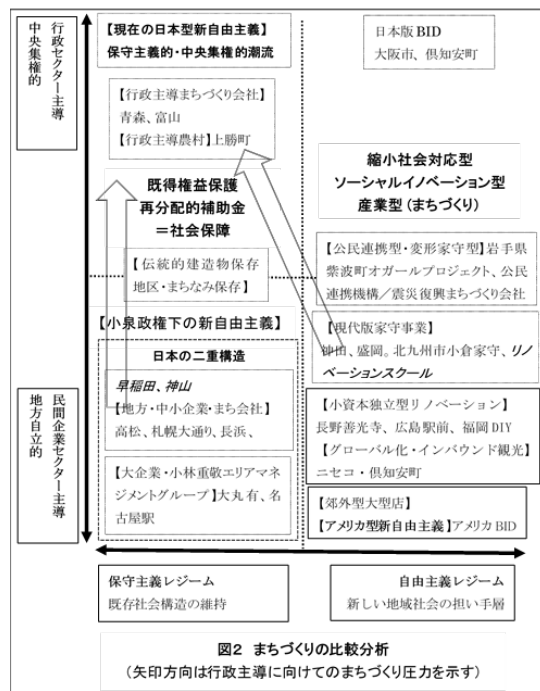 行政セクター主導
中央集権的
民間企業セクター主導
地方自立的
【現在の日本型新自由主義】
保守主義的・中央集権的潮流
【行政主導まちづくり会社】
青森、富山
【行政主導農村】上勝町
既得権益保護
再分配的補助金
＝社会保障
【伝統的建造物保存
地区・まちなみ保存】
【小泉政権下の新自由主義】
日本の二重構造
早稲田、神山
【地方・中小企業・まち会社】
高松、札幌大通り、長浜、
【大企業・小林重敬エリアマネ
ジメントグループ】大丸有、名
古屋駅
日本版 BID
大阪市、倶知安町
縮小社会対応型
ソーシャルイノベーション型
産業型（まちづくり）
【公民連携型・変形家守型】岩手県
紫波町オガールプロジェクト、公民
連携機構／震災復興まちづくり会社
【現代版家守事業】
神田、盛岡。北九州市小倉家守、リノ
ベーションスクール
【小資本独立型リノベーション】
長野善光寺、広島駅前、福岡 DIY
【グローバル化・インバウンド観光】
ニセコ・倶知安町
【郊外型大型店】
【アメリカ型新自由主義】アメリカ BID
保守主義レジーム
既存社会構造の維持
自由主義レジーム
新しい地域社会の担い手層
図２ まちづくりの比較分析
（矢印方向は行政主導に向けてのまちづくり圧力を示す）